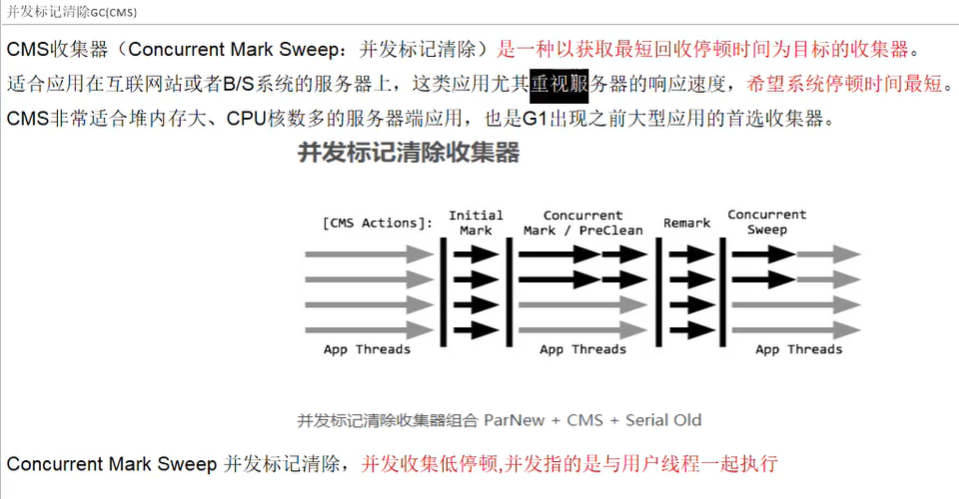 并发标记清除GC(CMS)
CMS收集器（Concurrent Mark Sweep：并发标记清除）是一种以获取最短回收停顿时间为目标的收集器。
适合应用在互联网站或者B/S系统的服务器上，这类应用尤其重视服务器的响应速度，希望系统停顿时间最短。
CMS非常适合堆内存大、CPU核数多的服务器端应用，也是G1出现之前大型应用的首选收集器。
并发标记清除收集器
[CMS Actions]:
Initial
Mark
Concurrent
Mark / PreClean
Remark
Concurrent
Sweep
App Threads
App Threads
App Threads
并发标记清除收集器组合 ParNew + CMS + Serial Old
Concurrent Mark Sweep 并发标记清除，并发收集低停顿,并发指的是与用户线程一起执行